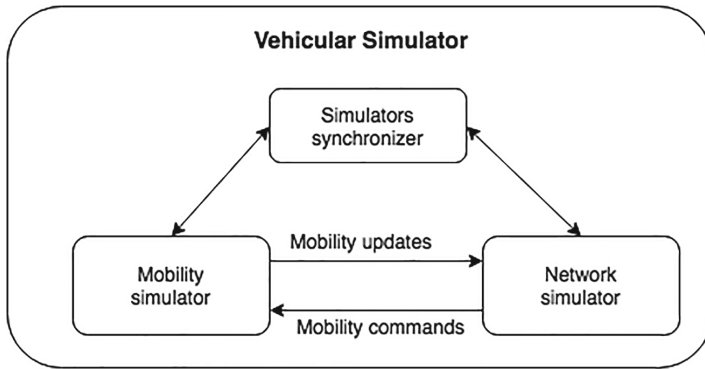 Vehicular Simulator
Simulators
synchronizer
Mobility updates
Mobility
simulator
Network
simulator
Mobility commands